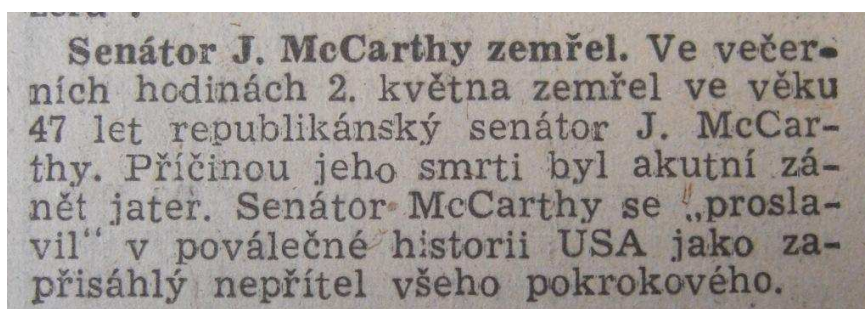 Senátor J. McCarthy zemřel. Ve večer-
ních hodinách 2. května zemřel ve věku
47 let republikánský senátor J. McCar-
thy. Příčinou jeho smrti byl akutní zá-
nět jater. Senátor McCarthy se „prosla-
vil“ v poválečné historii USA jako za-
přisáhlý nepřítel všeho pokrokového.